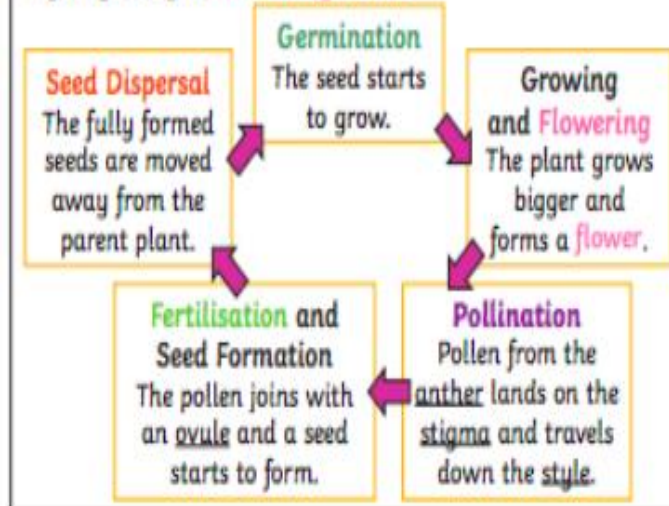 Germination
The seed starts
to grow.
Growing
and Flowering
The plant grows
bigger and
forms a flower.
Pollination
Pollen from the
anther lands on the
stigma and travels
down the style.
Fertilisation and
Seed Formation
The pollen joins with
an ovule and a seed
starts to form.
Seed Dispersal
The fully formed
seeds are moved
away from the
parent plant.